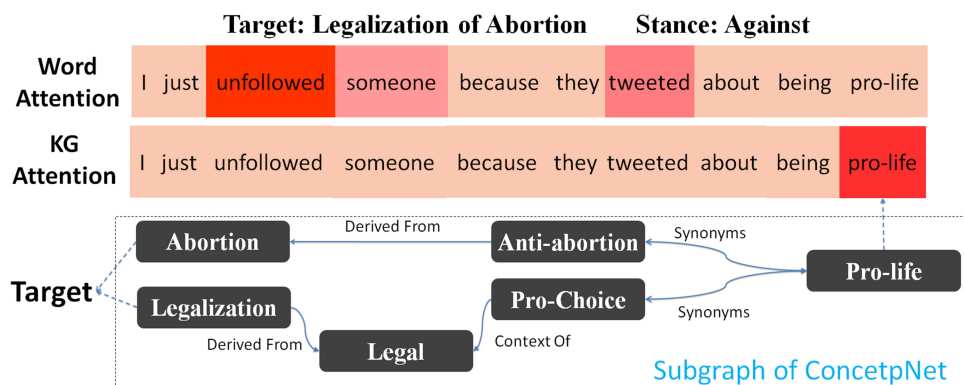 Target: Legalization of Abortion Stance: Against
Word Attention
I just unfollowed someone because they tweeted about being pro-life
KG Attention
I just unfollowed someone because they tweeted about being pro-life
Derived From
Synonyms
Abortion
Anti-abortion
Pro-life
Target
Legalization
Pro-Choice
Synonyms
Derived From
Legal
Context Of
Subgraph of ConcetpNet